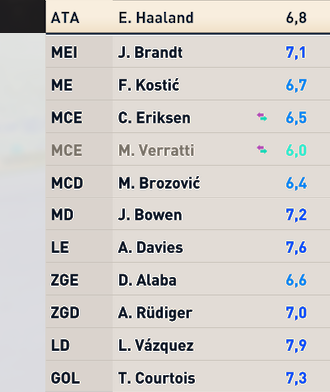 ATA E. Haaland 6,8
MEI J. Brandt 7,1
ME F. Kostić 6,7
MCE C. Eriksen 6,5
MCE M. Verratti 6,0
MCD M. Brozović 6,4
MD J. Bowen 7,2
LE A. Davies 7,6
ZGE D. Alaba 6,6
ZGD A. Rüdiger 7,0
LD L. Vázquez 7,9
GOL T. Courtois 7,3